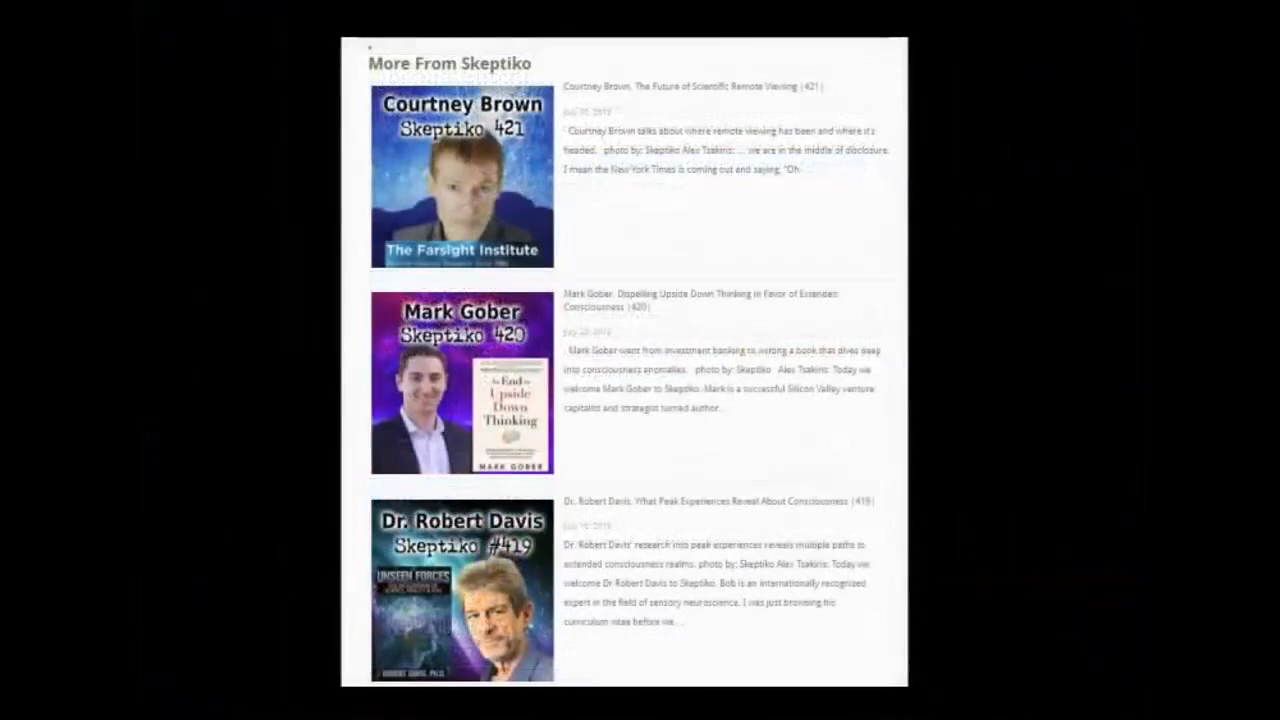 More From Skeptiko
Courtney Brown
Skeptiko 421
The Farsight Institute
Courtney Brown, The Future of Scientific Remote Viewing |421|
Courtney Brown talks about where remote viewing has been and where it's
headed. photo by: Skeptiko Alex Tsakiris: ... we are in the middle of disclosure.
I mean the New York Times is coming out and saying, "Oh
Mark Gober
Skeptiko 420
An End to
Upside
Down
Thinking
MARK GOBER
Mark Gober, Dispelling Upside Down Thinking in Favor of Extended
Consciousness |420|
Mark Gober went from investment banking to writing a book that dives deep
into consciousness anomalies. photo by: Skeptiko Alex Tsakiris: Today we
welcome Mark Gober to Skeptiko. Mark is a successful Silicon Valley venture
capitalist and strategist turned author.
Dr. Robert Davis
Skeptiko #419
UNSEEN FORCES
Dr. Robert Davis, What Peak Experiences Reveal About Consciousness |419|
Dr. Robert Davis' research into peak experiences reveals multiple paths to
extended consciousness realms. photo by: Skeptiko Alex Tsakiris: Today we
welcome Dr Robert Davis to Skeptiko. Bob is an internationally recognized
expert in the field of sensory neuroscience. I was just browsing his
curriculum vitae before we ...